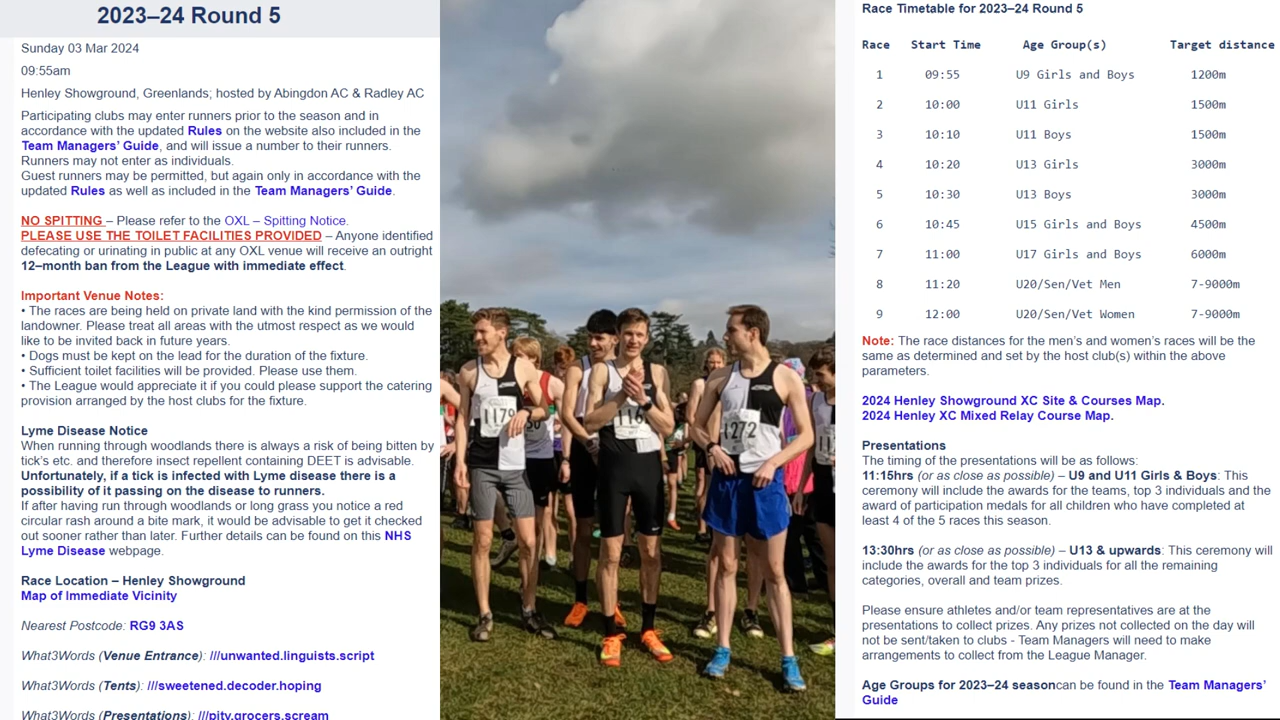 2023–24 Round 5
Sunday 03 Mar 2024
09:55am
Henley Showground, Greenlands; hosted by Abingdon AC & Radley AC
Participating clubs may enter runners prior to the season and in
accordance with the updated Rules on the website also included in the
Team Managers' Guide, and will issue a number to their runners.
Runners may not enter as individuals.
Guest runners may be permitted, but again only in accordance with the
updated Rules as well as included in the Team Managers' Guide.
NO SPITTING – Please refer to the OXL – Spitting Notice.
PLEASE USE THE TOILET FACILITIES PROVIDED – Anyone identified
defecating or urinating in public at any OXL venue will receive an outright
12–month ban from the League with immediate effect.
Important Venue Notes:
• The races are being held on private land with the kind permission of the
landowner. Please treat all areas with the utmost respect as we would
like to be invited back in future years.
• Dogs must be kept on the lead for the duration of the fixture.
• Sufficient toilet facilities will be provided. Please use them.
• The League would appreciate it if you could please support the catering
provision arranged by the host clubs for the fixture.
Lyme Disease Notice
When running through woodlands there is always a risk of being bitten by
tick's etc. and therefore insect repellent containing DEET is advisable.
Unfortunately, if a tick is infected with Lyme disease there is a
possibility of it passing on the disease to runners.
If after having run through woodlands or long grass you notice a red
circular rash around a bite mark, it would be advisable to get it checked
out sooner rather than later. Further details can be found on this NHS
Lyme Disease webpage.
Race Location – Henley Showground
Map of Immediate Vicinity
Nearest Postcode: RG9 3AS
What3Words (Venue Entrance): ///unwanted.linguists.script
What3Words (Tents): ///sweetened.decoder.hoping
What3Words (Presentations): ///pity.grocers.scream
1179
116
1272
Race Timetable for 2023–24 Round 5
Race Start Time Age Group(s) Target distance
1 09:55 U9 Girls and Boys 1200m
2 10:00 U11 Girls 1500m
3 10:10 U11 Boys 1500m
4 10:20 U13 Girls 3000m
5 10:30 U13 Boys 3000m
6 10:45 U15 Girls and Boys 4500m
7 11:00 U17 Girls and Boys 6000m
8 11:20 U20/Sen/Vet Men 7-9000m
9 12:00 U20/Sen/Vet Women 7-9000m
Note: The race distances for the men's and women's races will be the
same as determined and set by the host club(s) within the above
parameters.
2024 Henley Showground XC Site & Courses Map.
2024 Henley XC Mixed Relay Course Map.
Presentations
The timing of the presentations will be as follows:
11:15hrs (or as close as possible) – U9 and U11 Girls & Boys: This
ceremony will include the awards for the teams, top 3 individuals and the
award of participation medals for all children who have completed at
least 4 of the 5 races this season.
13:30hrs (or as close as possible) – U13 & upwards: This ceremony will
include the awards for the top 3 individuals for all the remaining
categories, overall and team prizes.
Please ensure athletes and/or team representatives are at the
presentations to collect prizes. Any prizes not collected on the day will
not be sent/taken to clubs - Team Managers will need to make
arrangements to collect from the League Manager.
Age Groups for 2023–24 seasoncan be found in the Team Managers'
Guide